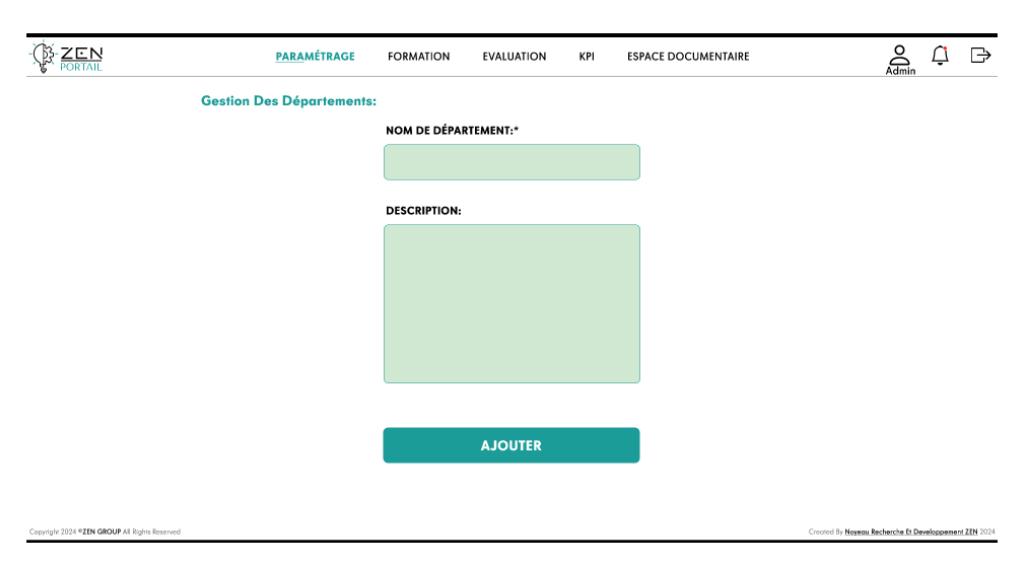 ZEN
PORTAIL
PARAMÉTRAGE FORMATION EVALUATION KPI ESPACE DOCUMENTAIRE
Admin
Gestion Des Départements:
NOM DE DÉPARTEMENT:*
DESCRIPTION:
AJOUTER
Copyright 2024 ©ZEN GROUP All Rights Reserved
Created By Noyeau Recherche Et Developpement ZEN 2024